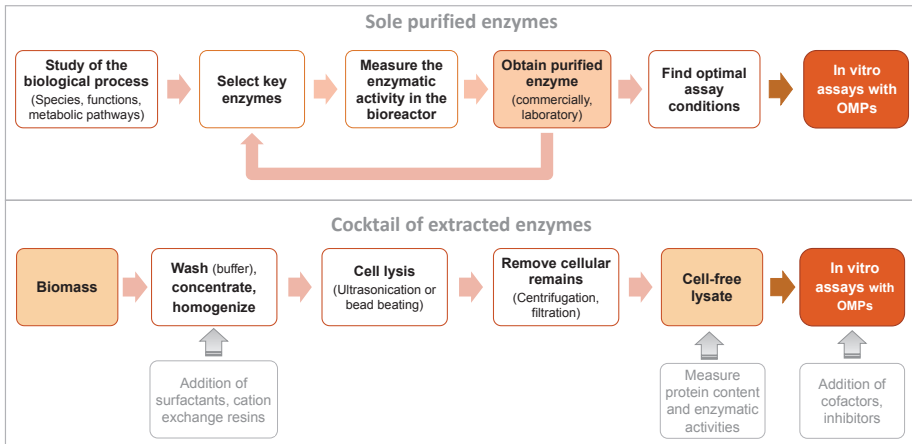 Sole purified enzymes
Study of the
biological process
(Species, functions,
metabolic pathways)
Select key
enzymes
Measure the
enzymatic
activity in the
bioreactor
Obtain purified
enzyme
(commercially,
laboratory)
Find optimal
assay
conditions
In vitro
assays with
OMPs
Cocktail of extracted enzymes
Biomass
Wash (buffer),
concentrate,
homogenize
Cell lysis
(Ultrasonication or
bead beating)
Remove cellular
remains
(Centrifugation,
filtration)
Cell-free
lysate
In vitro
assays with
OMPs
Addition of
surfactants, cation
exchange resins
Measure
protein content
and enzymatic
activities
Addition of
cofactors,
inhibitors